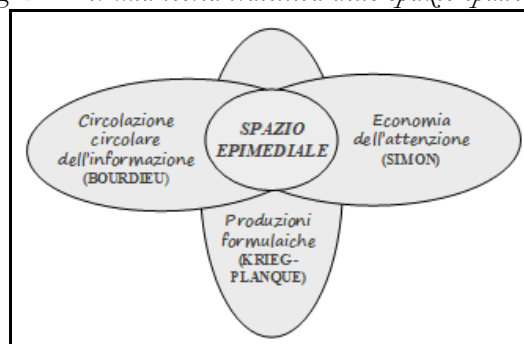 Circolazione
circolare
dell'informazione
(BOURDIEU)
SPAZIO
EPIMEDIALE
Economia
dell'attenzione
(SIMON)
Produzioni
formulaiche
(KRIEG-
PLANQUE)